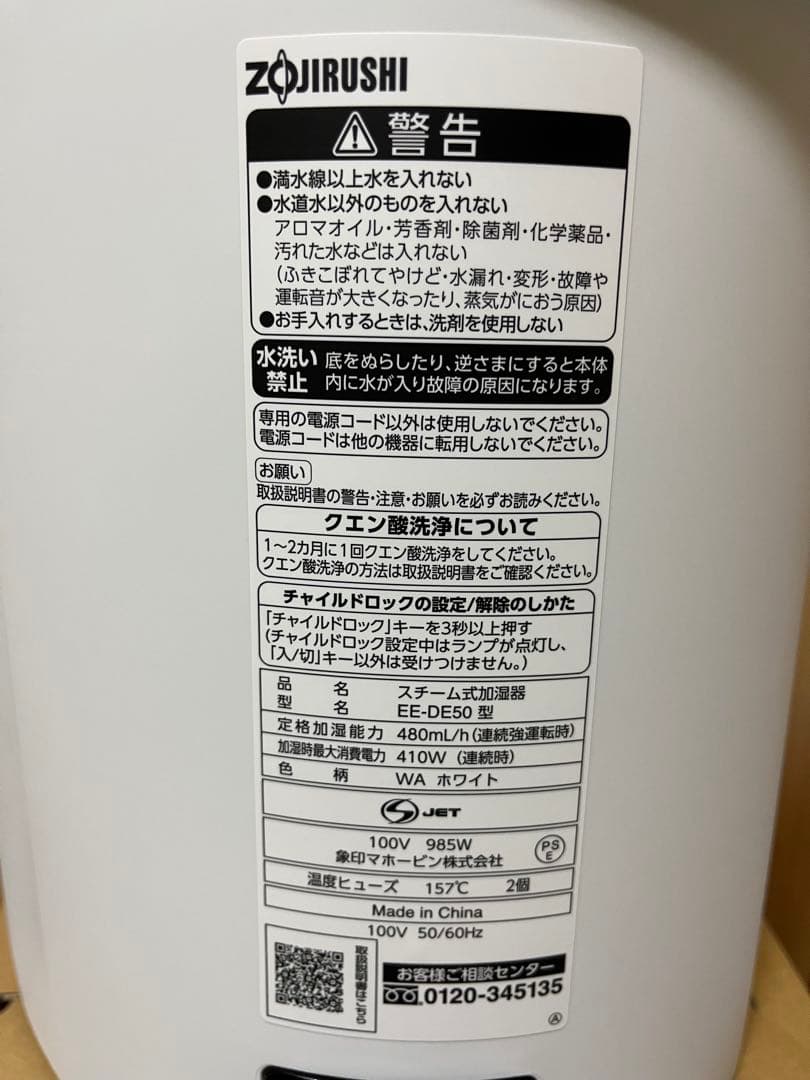 ZOJIRUSHI
警告
●満水線以上水を入れない
●水道水以外のものを入れない
アロマオイル・芳香剤・除菌剤・化学薬品・
汚れた水などは入れない
(ふきこぼれてやけど・水漏れ・変形・故障や
運転音が大きくなったり、蒸気がにおう原因)
●お手入れするときは、洗剤を使用しない
水洗い禁止
底をぬらしたり、逆さまにすると本体
内に水が入り故障の原因になります。
専用の電源コード以外は使用しないでください。
電源コードは他の機器に転用しないでください。
お願い
取扱説明書の警告・注意・お願いを必ずお読みください。
クエン酸洗浄について
1～2カ月に1回クエン酸洗浄をしてください。
クエン酸洗浄の方法は取扱説明書をご確認ください。
チャイルドロックの設定/解除のしかた
「チャイルドロック」キーを3秒以上押す
(チャイルドロック設定中はランプが点灯し、
「入/切」キー以外は受けつけません。)
品名 スチーム式加湿器
型名 EE-DE50 型
定格加湿能力 480mL/h(連続強運転時)
加湿時最大消費電力 410W (連続時)
色柄 WA ホワイト
S JET
100V 985W
象印マホービン株式会社
PS
E
温度ヒューズ 157℃ 2個
Made in China
100V 50/60Hz
取扱説明書はこちら
お客様ご相談センター
0120-345135
Ⓐ